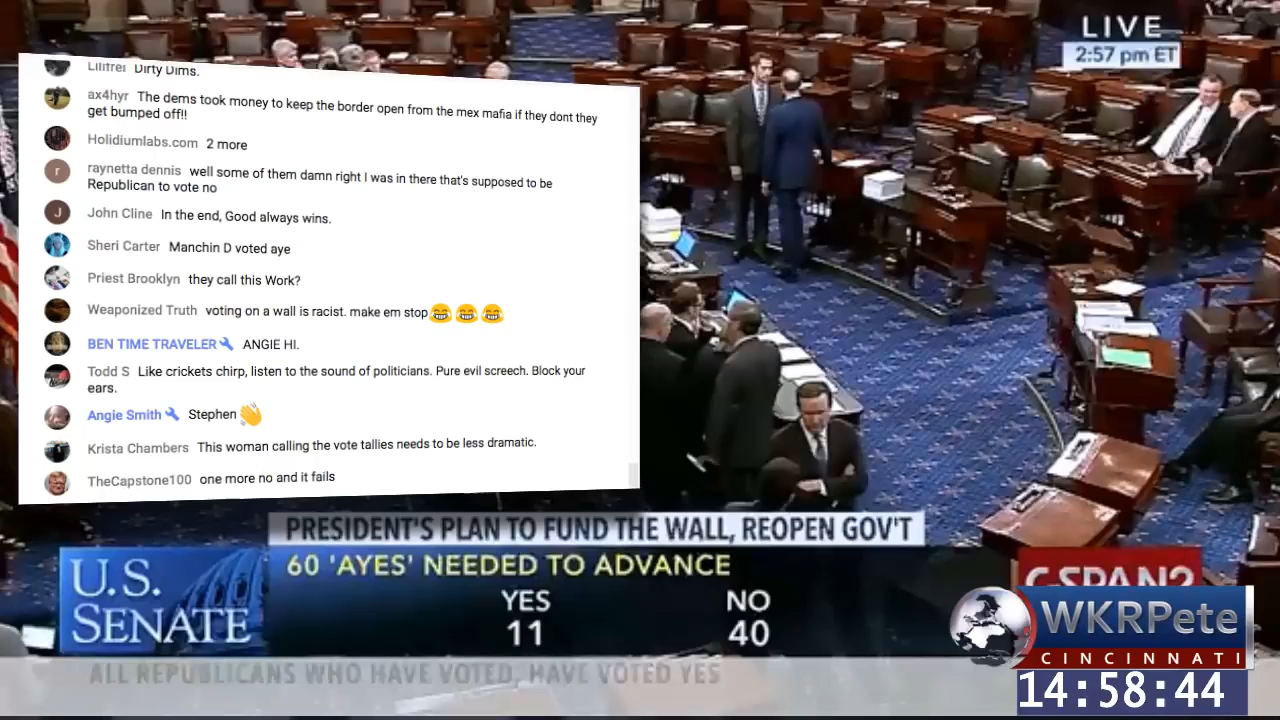 LIVE
2:57 pm ET
Lilifrei Dirty Dims.
ax4hyr The dems took money to keep the border open from the mex mafia if they dont they
get bumped off!!
Holidiumlabs.com 2 more
r
raynetta dennis well some of them damn right I was in there that's supposed to be
Republican to vote no
J
John Cline In the end, Good always wins.
Sheri Carter Manchin D voted aye
Priest Brooklyn they call this Work?
Weaponized Truth voting on a wall is racist. make em stop😂 😂 😂
BEN TIME TRAVELER🔧 ANGIE HI.
Todd S Like crickets chirp, listen to the sound of politicians. Pure evil screech. Block your
ears.
Angie Smith 🔧 Stephen👋
Krista Chambers This woman calling the vote tallies needs to be less dramatic.
TheCapstone100 one more no and it fails
PRESIDENT'S PLAN TO FUND THE WALL, REOPEN GOV'T
60 'AYES' NEEDED TO ADVANCE
U.S.
SENATE
YES NO
11 40
C-SPAN2
WKRPete
CINCINNATI
ALL REPUBLICANS WHO HAVE VOTED, HAVE VOTED YES
14:58:44